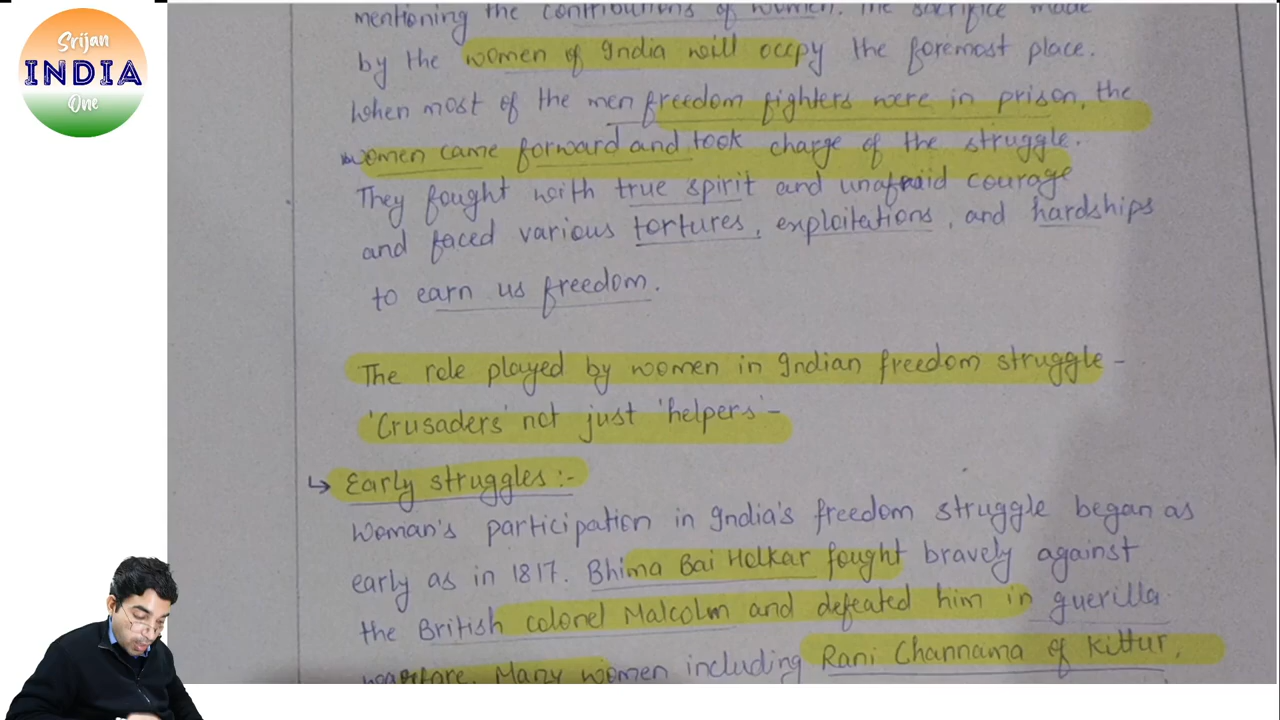 Srijan
INDIA
One
mentioning the contributions of women. The sacrifice made
by the women of India will occpy the foremost place.
When most of the men freedom fighters were in prison, the
women came forward and took charge of the struggle.
They fought with true spirit and unafraid courage
and faced various tortures, exploitations, and hardships
to earn us freedom.
The role played by women in Indian freedom struggle -
'Crusaders' not just 'helpers' -
↳ Early struggles :-
Woman's participation in India's freedom struggle began as
early as in 1817. Bhima Bai Holkar fought bravely against
the British colonel Malcolm and defeated him in guerilla
warfare. Many women including Rani Channama of Kittur,